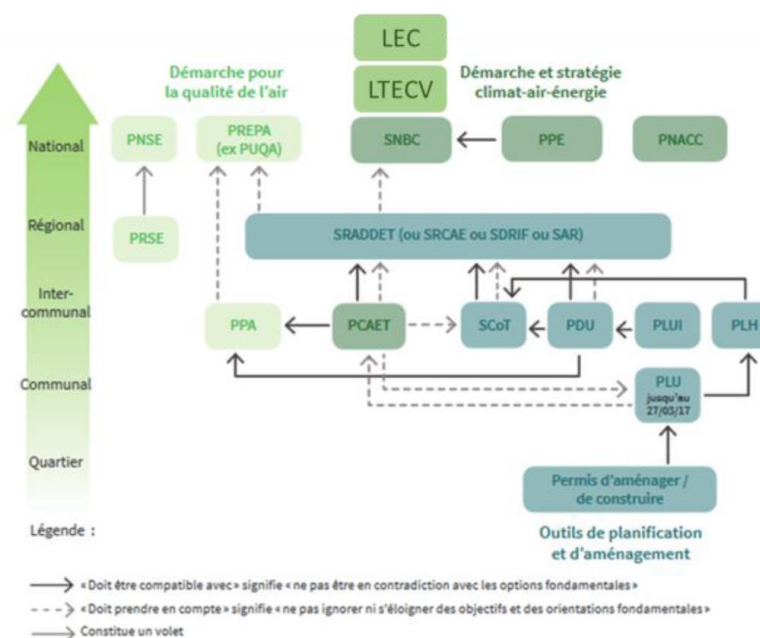 LEC
Démarche pour
la qualité de l'air
LTECV
Démarche et stratégie
climat-air-énergie
National
PNSE
PREPA
(ex PUQA)
SNBC
PPE
PNACC
Régional
PRSE
SRADDET (ou SRCAE ou SDRIF ou SAR)
Inter-
communal
PPA
PCAET
SCoT
PDU
PLUI
PLH
Communal
PLU
jusqu'au
27/03/17
Quartier
Permis d'aménager /
de construire
Légende :
Outils de planification
et d'aménagement
« Doit être compatible avec » signifie « ne pas être en contradiction avec les options fondamentales »
« Doit prendre en compte » signifie « ne pas ignorer ni s'éloigner des objectifs et des orientations fondamentales »
Constitue un volet